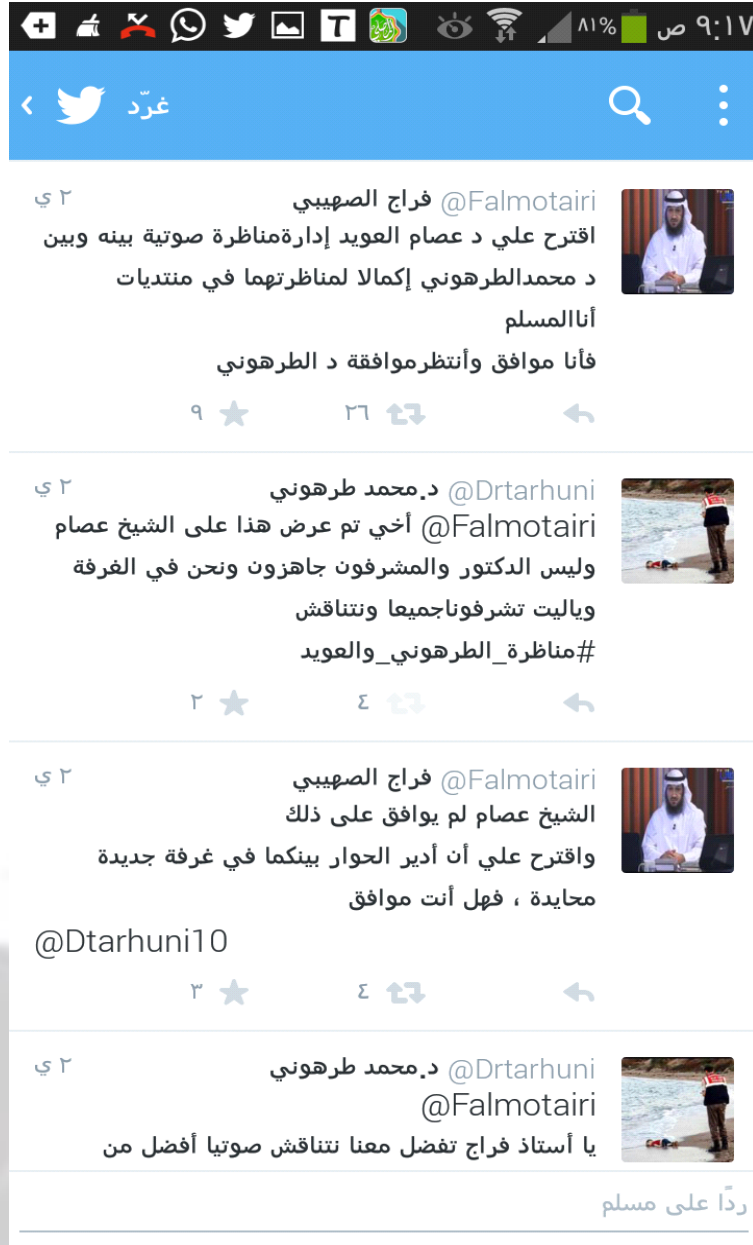 ٩:١٧ ص ٨١%
غرّد
فراج الصهيبي @Falmotairi ٢ ي
اقترح علي د عصام العويد إدارةمناظرة صوتية بينه وبين
د محمدالطرهوني إكمالا لمناظرتهما في منتديات
أناالمسلم
فأنا موافق وأنتظرموافقة د الطرهوني
٢٦ ٩
د.محمد طرهوني @Drtarhuni ٢ ي
@Falmotairi أخي تم عرض هذا على الشيخ عصام
وليس الدكتور والمشرفون جاهزون ونحن في الغرفة
وياليت تشرفوناجميعا ونتناقش
#مناظرة_الطرهوني_والعويد
٤ ٢
فراج الصهيبي @Falmotairi ٢ ي
الشيخ عصام لم يوافق على ذلك
واقترح علي أن أدير الحوار بينكما في غرفة جديدة
محايدة ، فهل أنت موافق
@Dtarhuni10
٤ ٣
د.محمد طرهوني @Drtarhuni ٢ ي
@Falmotairi
يا أستاذ فراج تفضل معنا نتناقش صوتيا أفضل من
ردًا على مسلم